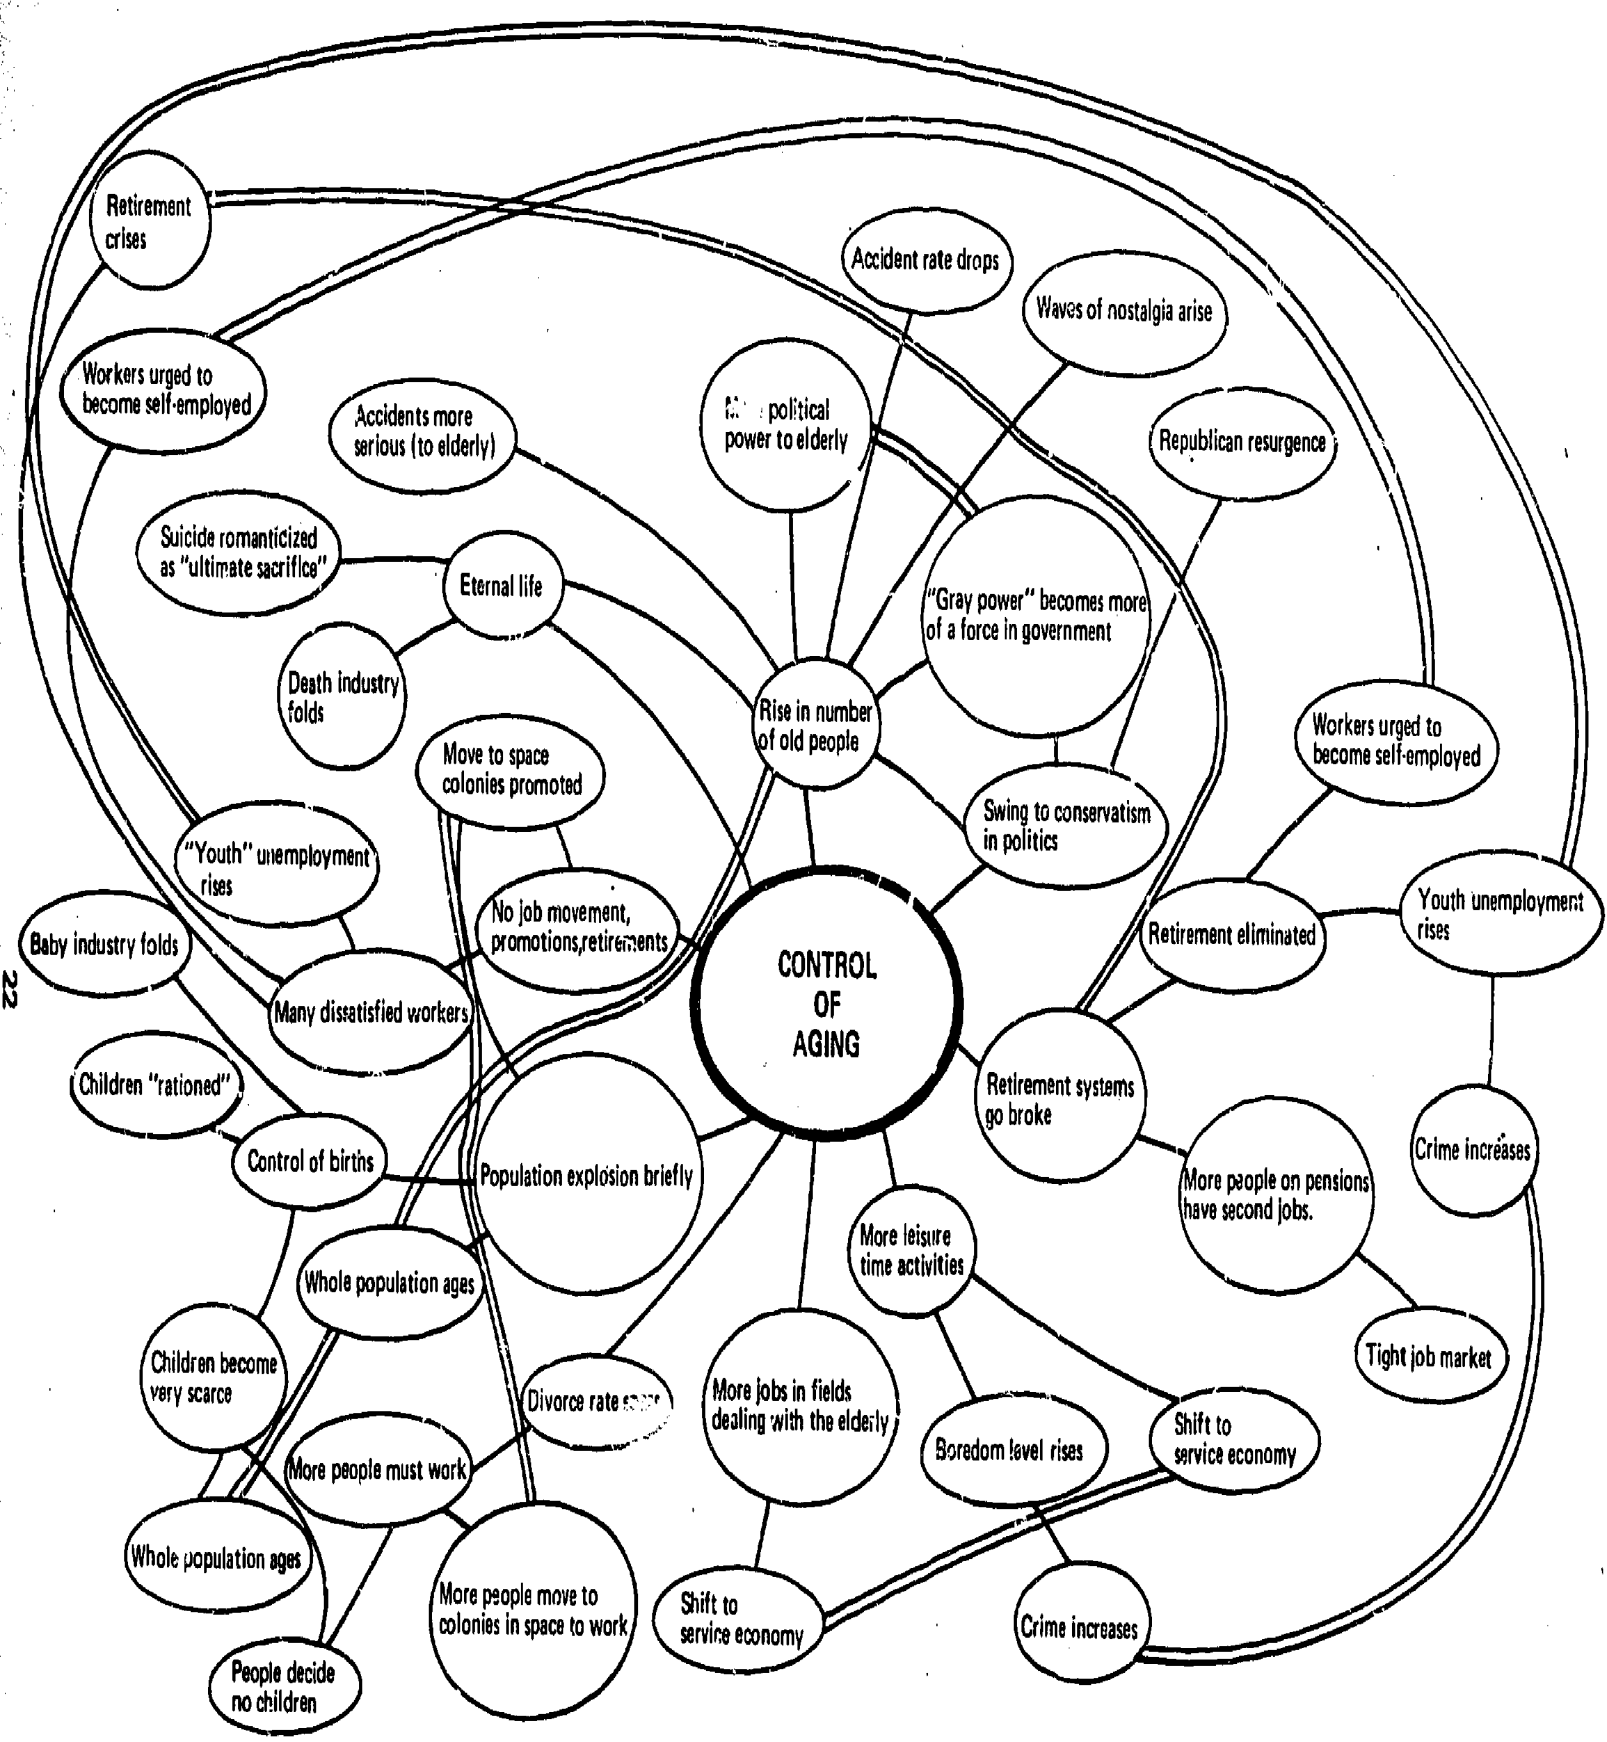 Retirement
crises
Accident rate drops
Waves of nostalgia arise
Workers urged to
become self-employed
Accidents more
serious (to elderly)
political
power to elderly
Republican resurgence
Suicide romanticized
as "ultimate sacrifice"
Eternal life
"Gray power" becomes more
of a force in government
Death industry
folds
Rise in number
of old people
Workers urged to
become self-employed
Move to space
colonies promoted
Swing to conservatism
in politics
"Youth" unemployment
rises
No job movement,
promotions,retirements
Retirement eliminated
Youth unemployment
rises
Baby industry folds
22
Many dissatisfied workers
CONTROL
OF
AGING
Children "rationed"
Retirement systems
go broke
Control of births
Population explosion briefly
More people on pensions
have second jobs.
Crime increases
More leisure
time activities
Whole population ages
Children become
very scarce
Divorce rate
More jobs in fields
dealing with the elderly
Tight job market
Boredom level rises
Shift to
service economy
More people must work
Whole population ages
More people move to
colonies in space to work
Shift to
service economy
Crime increases
People decide
no children